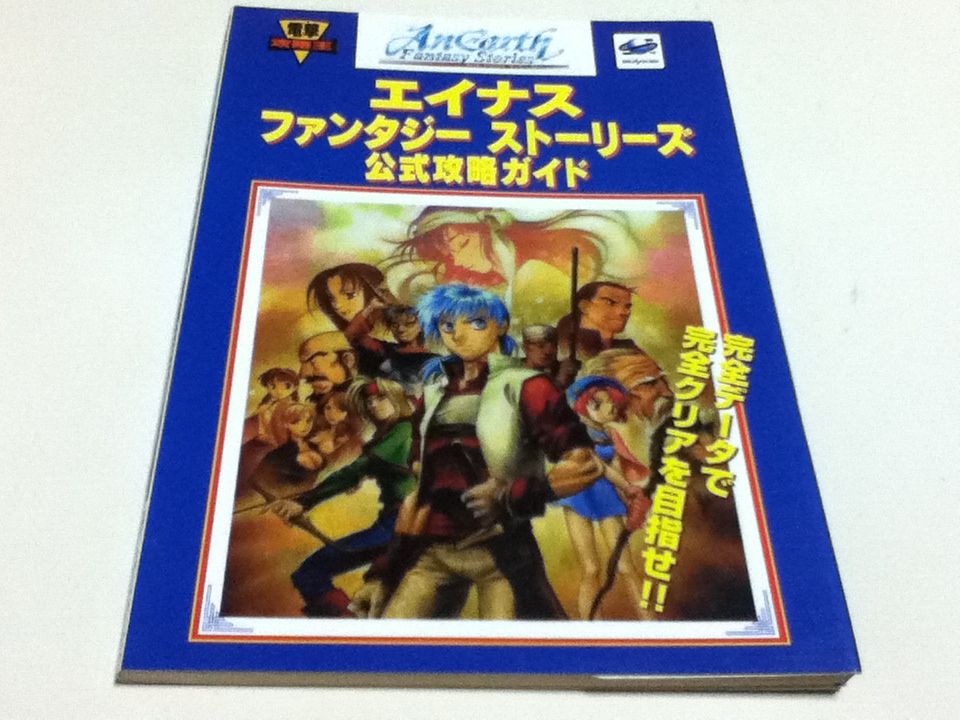 電撃
攻略王
AnEarth
Fantasy Stories
エイナス
ファンタジー ストーリーズ
公式攻略ガイド
完全データで
完全クリアを目指せ!!